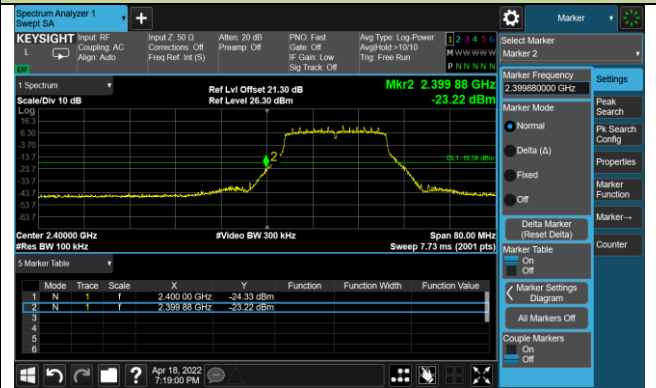 Spectrum Analyzer 1
Swept SA
+
Marker
KEYSIGHT
L
LXI
Input: RF
Coupling: AC
Align: Auto
Input Z: 50 Ω
Corrections: Off
Freq Ref: Int (S)
Atten: 20 dB
Preamp: Off
PNO: Fast
Gate: Off
IF Gain: Low
Sig Track: Off
Avg Type: Log-Power
Avg|Hold:>10/10
Trig: Free Run
1 2 3 4 5 6
M W W W W W
P N N N N N
Select Marker
Marker 2
1 Spectrum
Scale/Div 10 dB
Ref Lvl Offset 21.30 dB
Ref Level 26.30 dBm
Mkr2 2.399 88 GHz
-23.22 dBm
Log
16.3
6.30
-3.70
-13.7
-23.7
-33.7
-43.7
-53.7
-63.7
2
DL1 -18.58 dBm
Center 2.40000 GHz
#Res BW 100 kHz
#Video BW 300 kHz
Span 80.00 MHz
Sweep 7.73 ms (2001 pts)
5 Marker Table
Mode Trace Scale X Y Function Function Width Function Value
1 N 1 f 2.400 00 GHz -24.33 dBm
2 N 1 f 2.399 88 GHz -23.22 dBm
3
4
5
6
Marker Frequency
2.399880000 GHz
Marker Mode
Normal
Delta (Δ)
Fixed
Off
Delta Marker
(Reset Delta)
Marker Table
On
Off
Marker Settings
Diagram
All Markers Off
Couple Markers
On
Off
Settings
Peak
Search
Pk Search
Config
Properties
Marker
Function
Marker→
Counter
?
Apr 18, 2022
7:19:00 PM